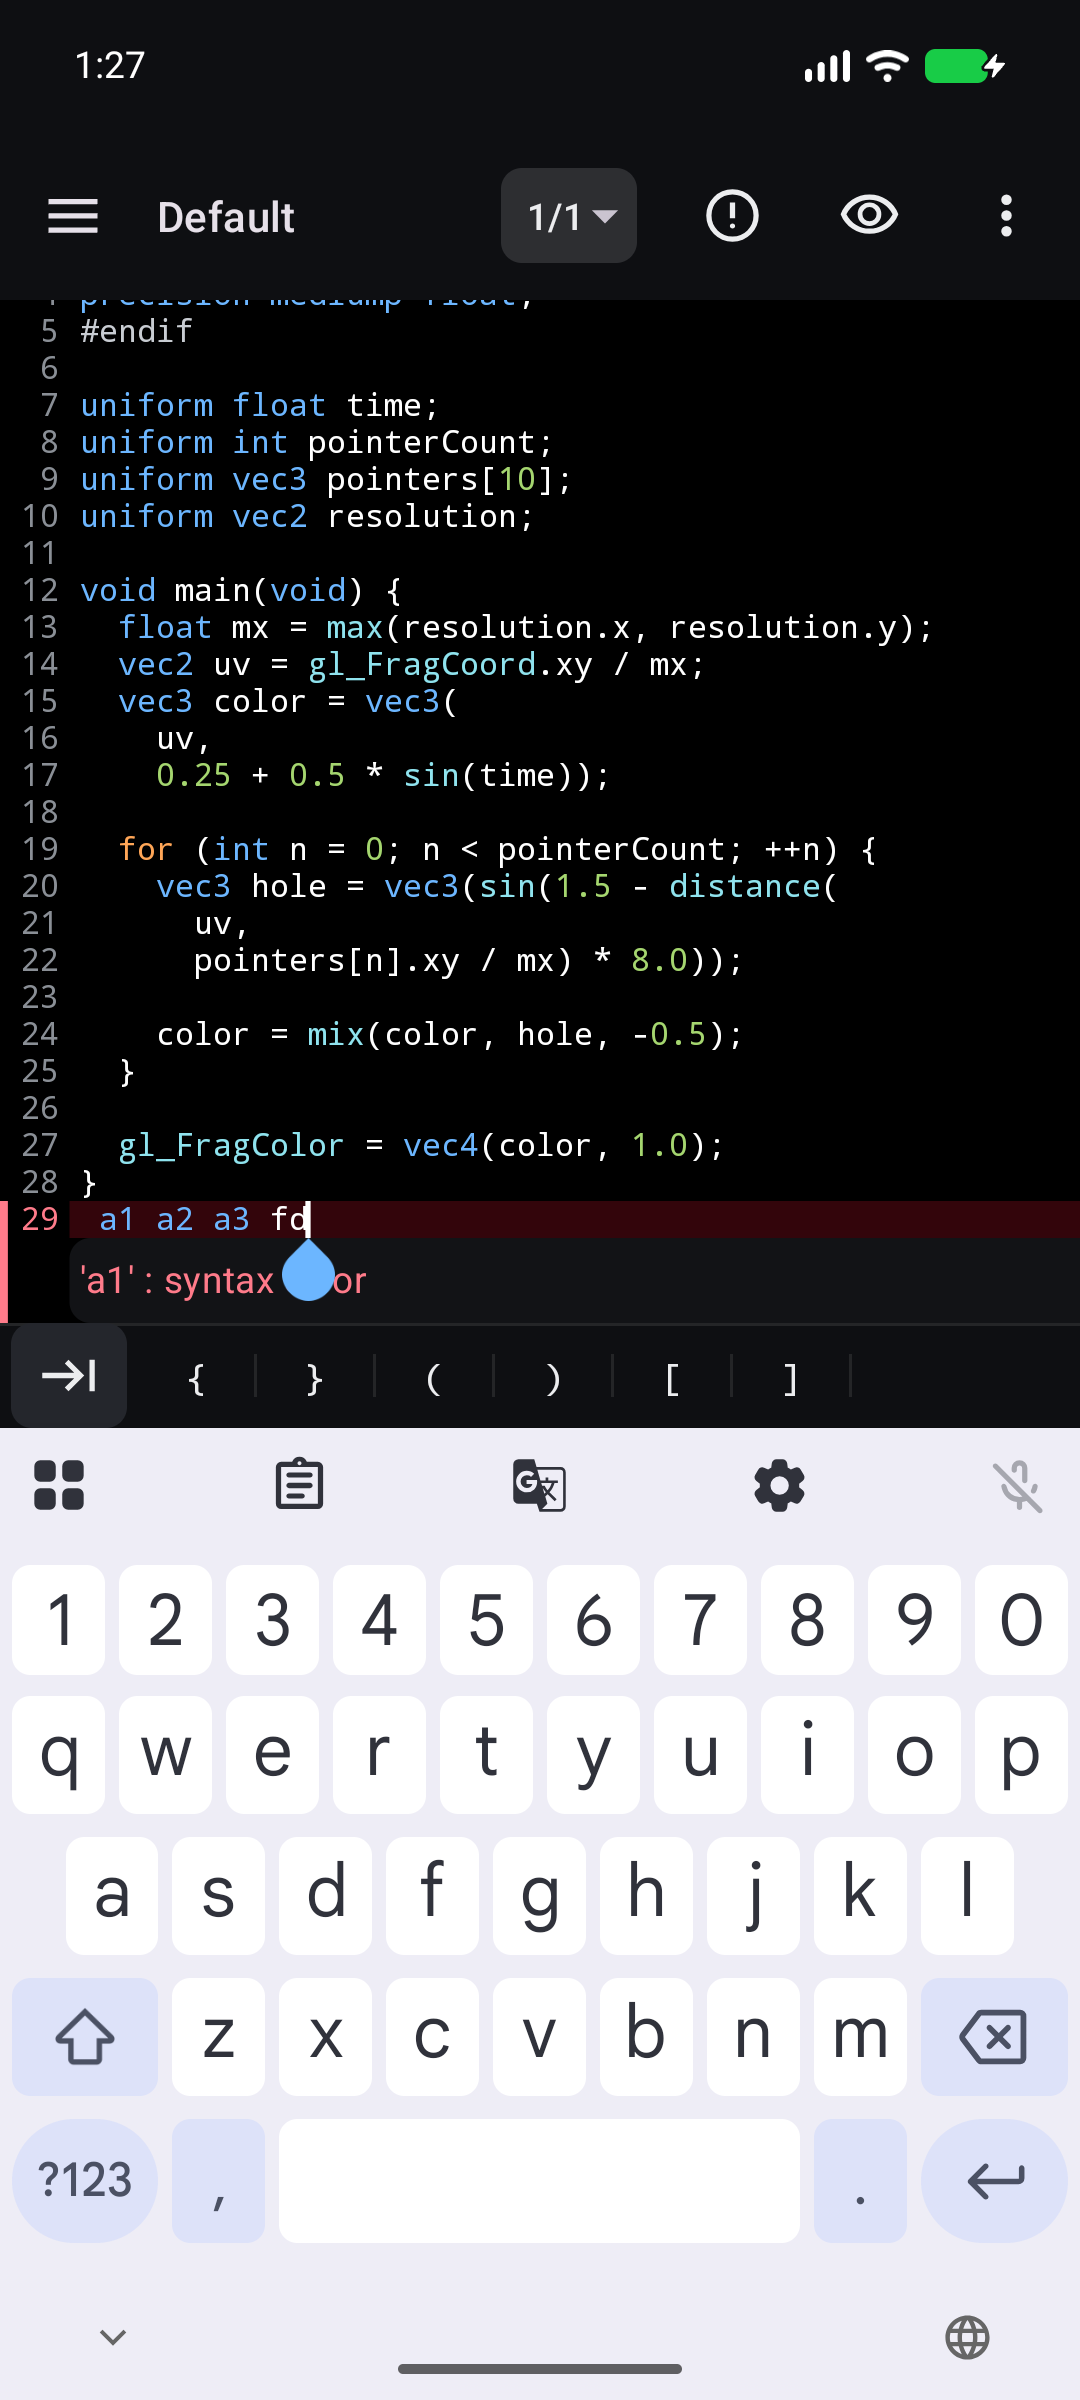 1:27
Default 1/1
4 precision mediump float;
5 #endif
6
7 uniform float time;
8 uniform int pointerCount;
9 uniform vec3 pointers[10];
10 uniform vec2 resolution;
11
12 void main(void) {
13 float mx = max(resolution.x, resolution.y);
14 vec2 uv = gl_FragCoord.xy / mx;
15 vec3 color = vec3(
16 uv,
17 0.25 + 0.5 * sin(time));
18
19 for (int n = 0; n < pointerCount; ++n) {
20 vec3 hole = vec3(sin(1.5 - distance(
21 uv,
22 pointers[n].xy / mx) * 8.0));
23
24 color = mix(color, hole, -0.5);
25 }
26
27 gl_FragColor = vec4(color, 1.0);
28 }
29 a1 a2 a3 fd
'a1' : syntax or
{ } ( ) [ ]
1 2 3 4 5 6 7 8 9 0
q w e r t y u i o p
a s d f g h j k l
z x c v b n m
?123 , .